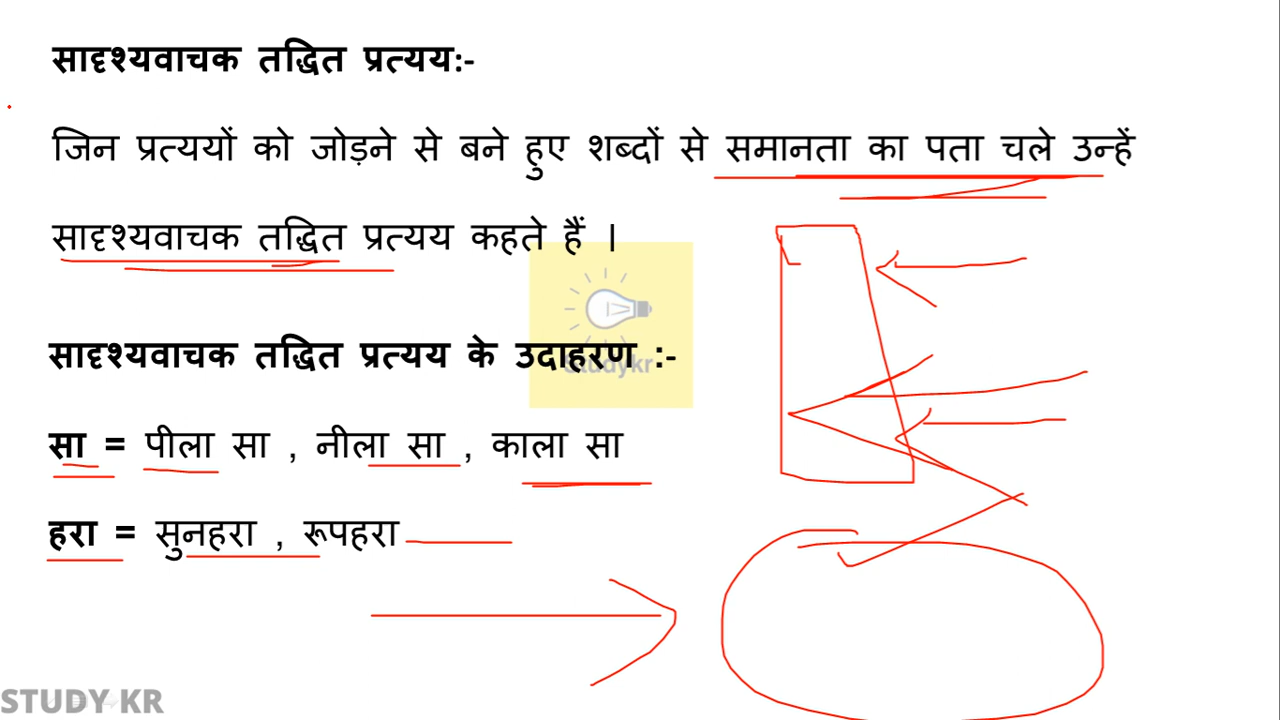 सादृश्यवाचक तद्धित प्रत्यय:-
जिन प्रत्ययों को जोड़ने से बने हुए शब्दों से समानता का पता चले उन्हें
सादृश्यवाचक तद्धित प्रत्यय कहते हैं ।
सादृश्यवाचक तद्धित प्रत्यय के उदाहरण :-
Studykr
सा = पीला सा , नीला सा , काला सा
हरा = सुनहरा , रूपहरा
STUDY KR